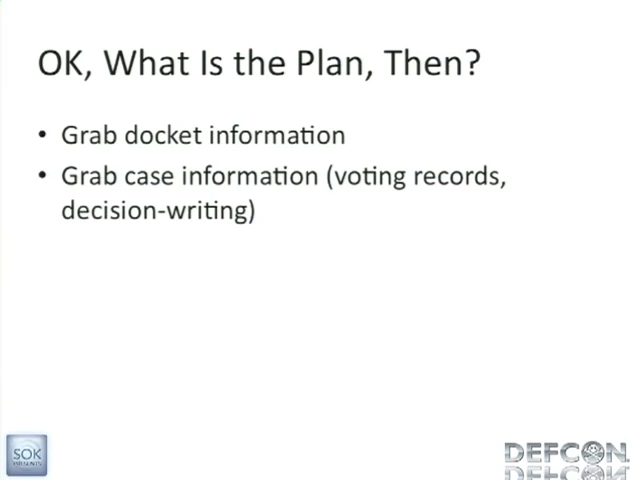 OK, What Is the Plan, Then?
• Grab docket information
• Grab case information (voting records,
decision-writing)
SOK
DEFCON